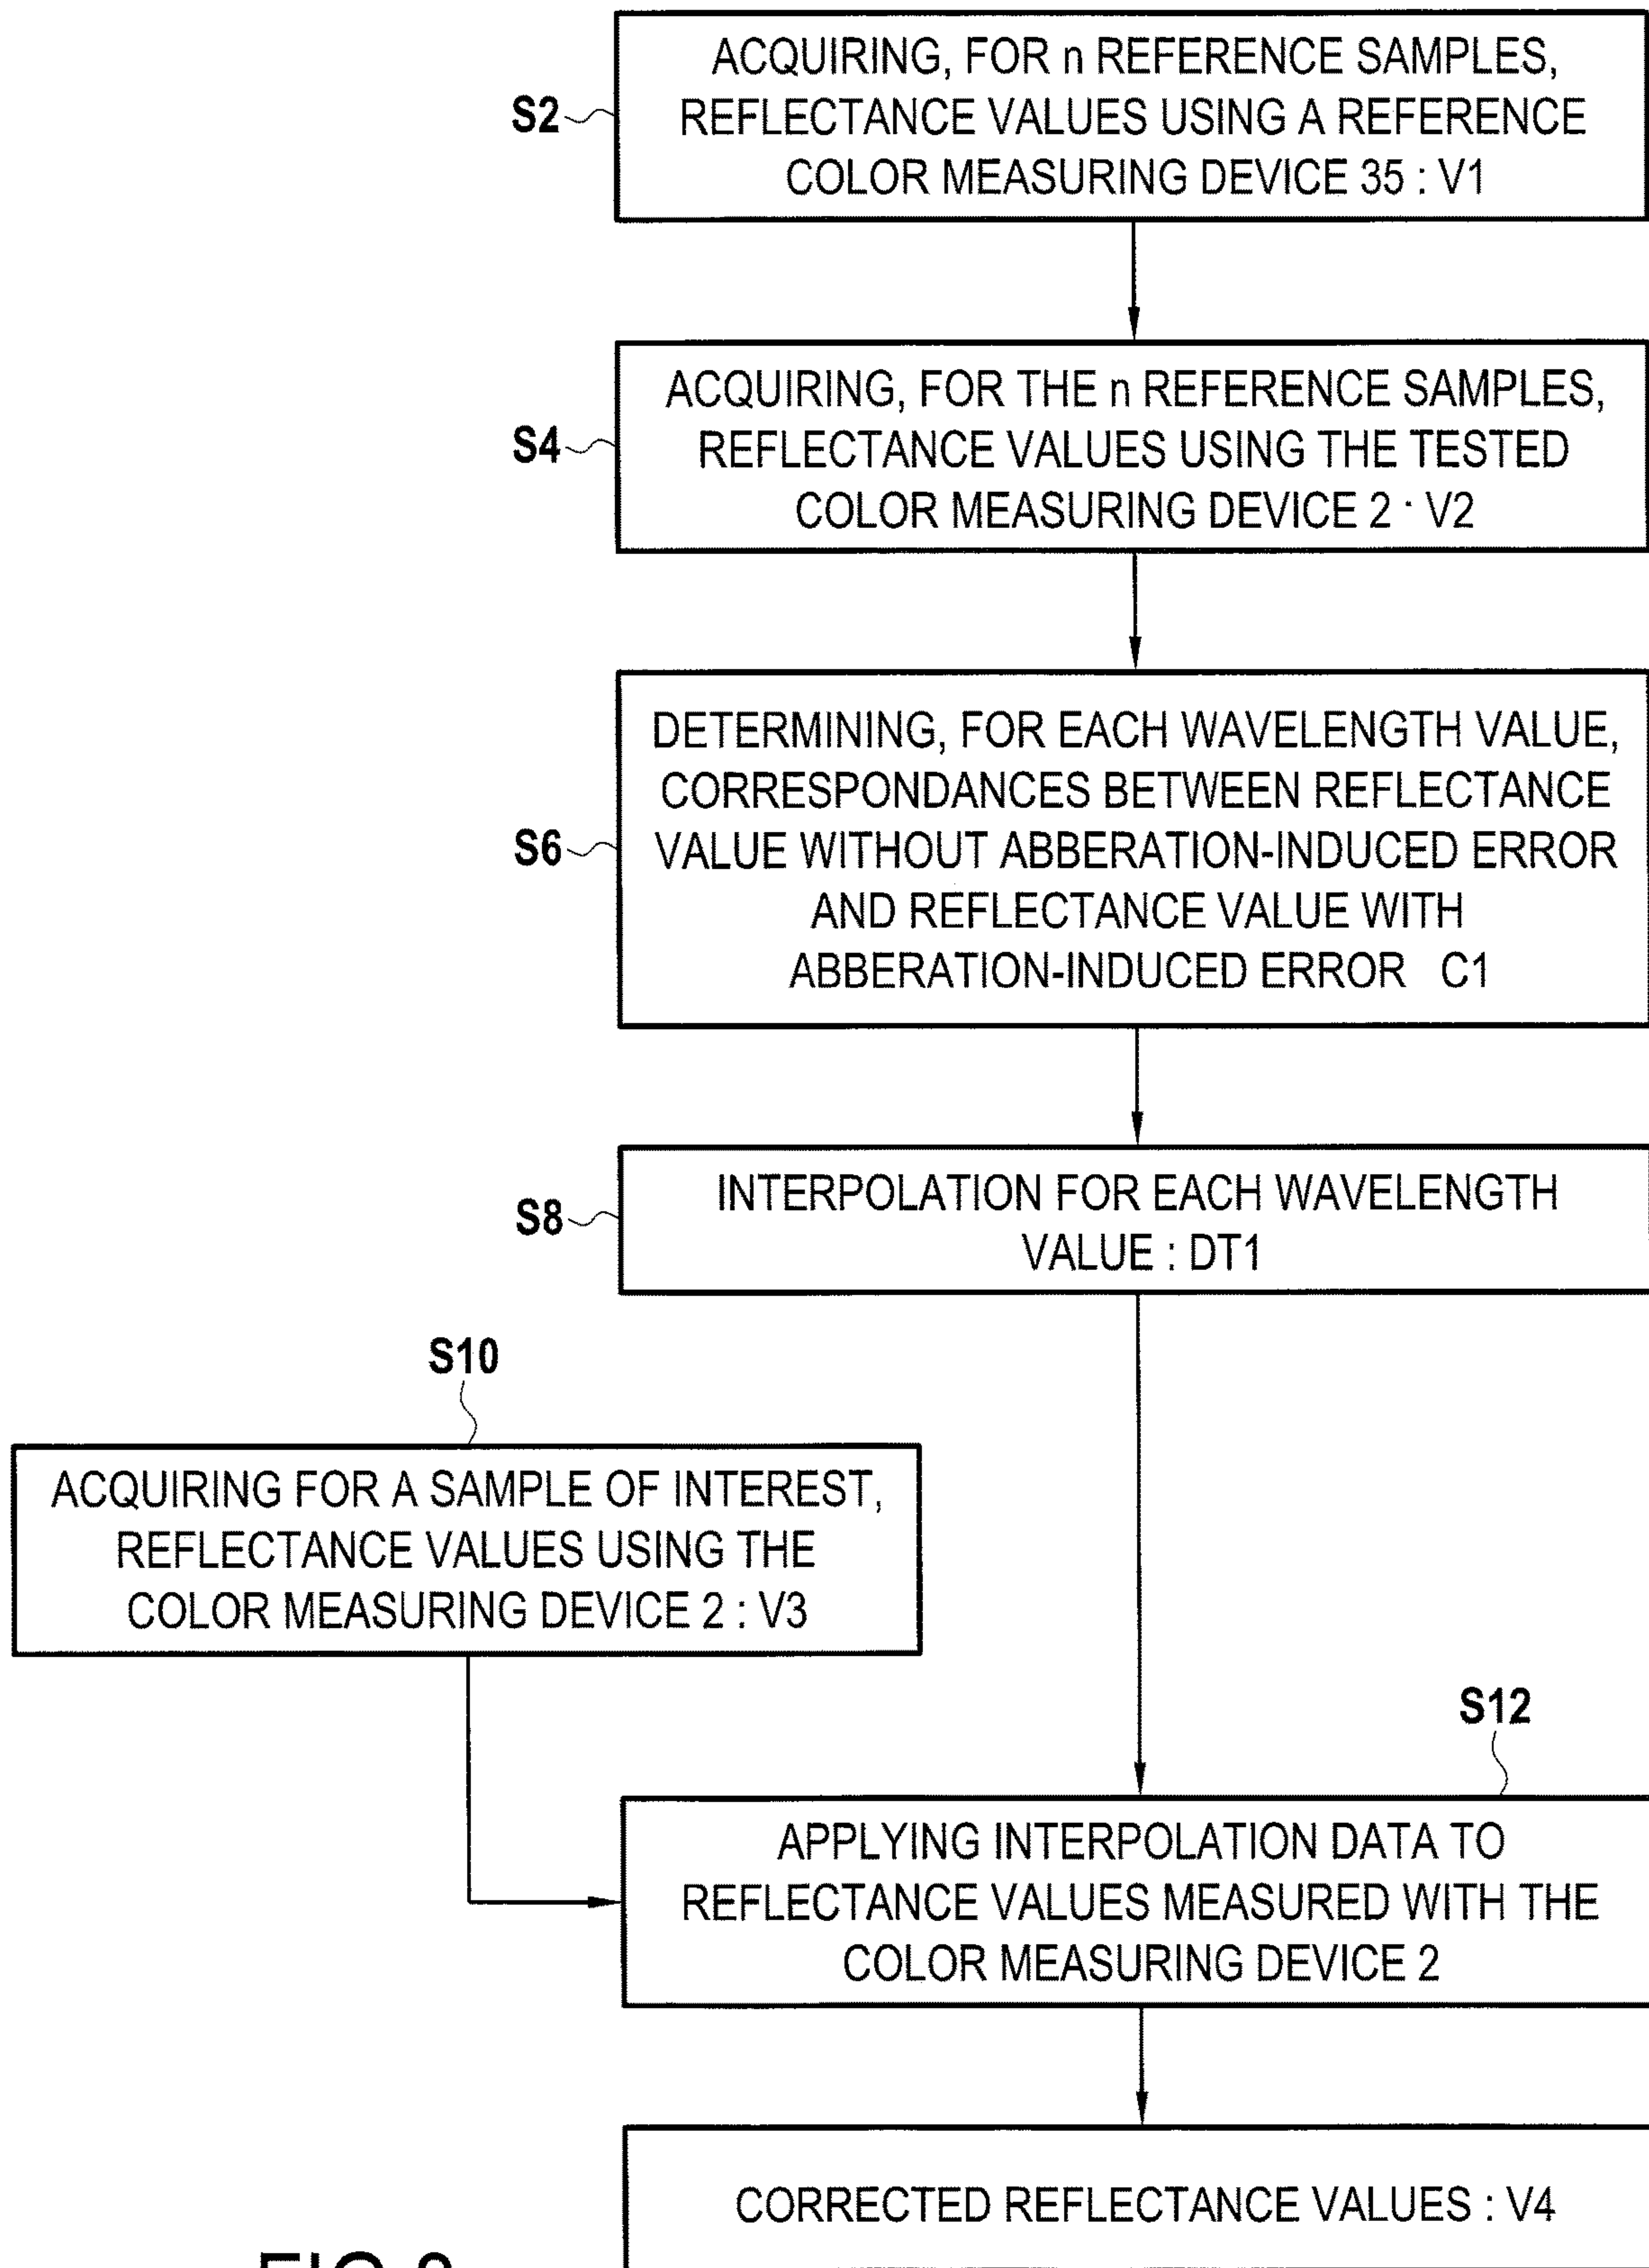 ACQUIRING, FOR n REFERENCE SAMPLES,
S2
REFLECTANCE VALUES USING A REFERENCE
COLOR MEASURING DEVICE 35 : V1
ACQUIRING, FOR THE n REFERENCE SAMPLES,
S4
REFLECTANCE VALUES USING THE TESTED
COLOR MEASURING DEVICE 2 · V2
DETERMINING, FOR EACH WAVELENGTH VALUE,
CORRESPONDANCES BETWEEN REFLECTANCE
S6
VALUE WITHOUT ABBERATION-INDUCED ERROR
AND REFLECTANCE VALUE WITH
ABBERATION-INDUCED ERROR C1
S8
INTERPOLATION FOR EACH WAVELENGTH
VALUE : DT1
S10
ACQUIRING FOR A SAMPLE OF INTEREST,
REFLECTANCE VALUES USING THE
COLOR MEASURING DEVICE 2 : V3
S12
APPLYING INTERPOLATION DATA TO
REFLECTANCE VALUES MEASURED WITH THE
COLOR MEASURING DEVICE 2
CORRECTED REFLECTANCE VALUES : V4